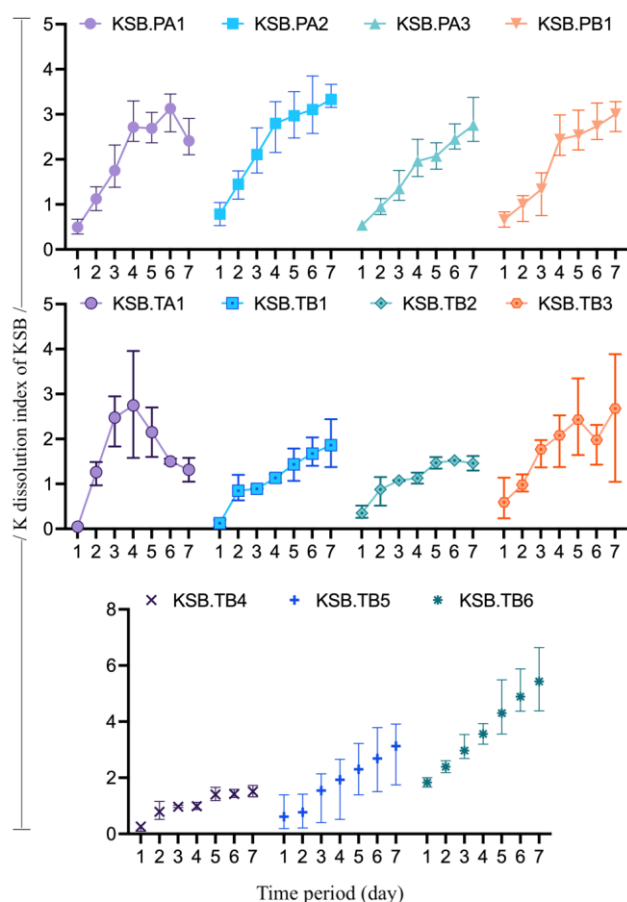 / K dissolution index of KSB /
KSB.PA1 KSB.PA2 KSB.PA3 KSB.PB1
5
4
3
2
1
0
1 2 3 4 5 6 7 1 2 3 4 5 6 7 1 2 3 4 5 6 7 1 2 3 4 5 6 7
KSB.TA1 KSB.TB1 KSB.TB2 KSB.TB3
5
4
3
2
1
0
1 2 3 4 5 6 7 1 2 3 4 5 6 7 1 2 3 4 5 6 7 1 2 3 4 5 6 7
KSB.TB4 KSB.TB5 KSB.TB6
8
6
4
2
0
1 2 3 4 5 6 7 1 2 3 4 5 6 7 1 2 3 4 5 6 7
Time period (day)